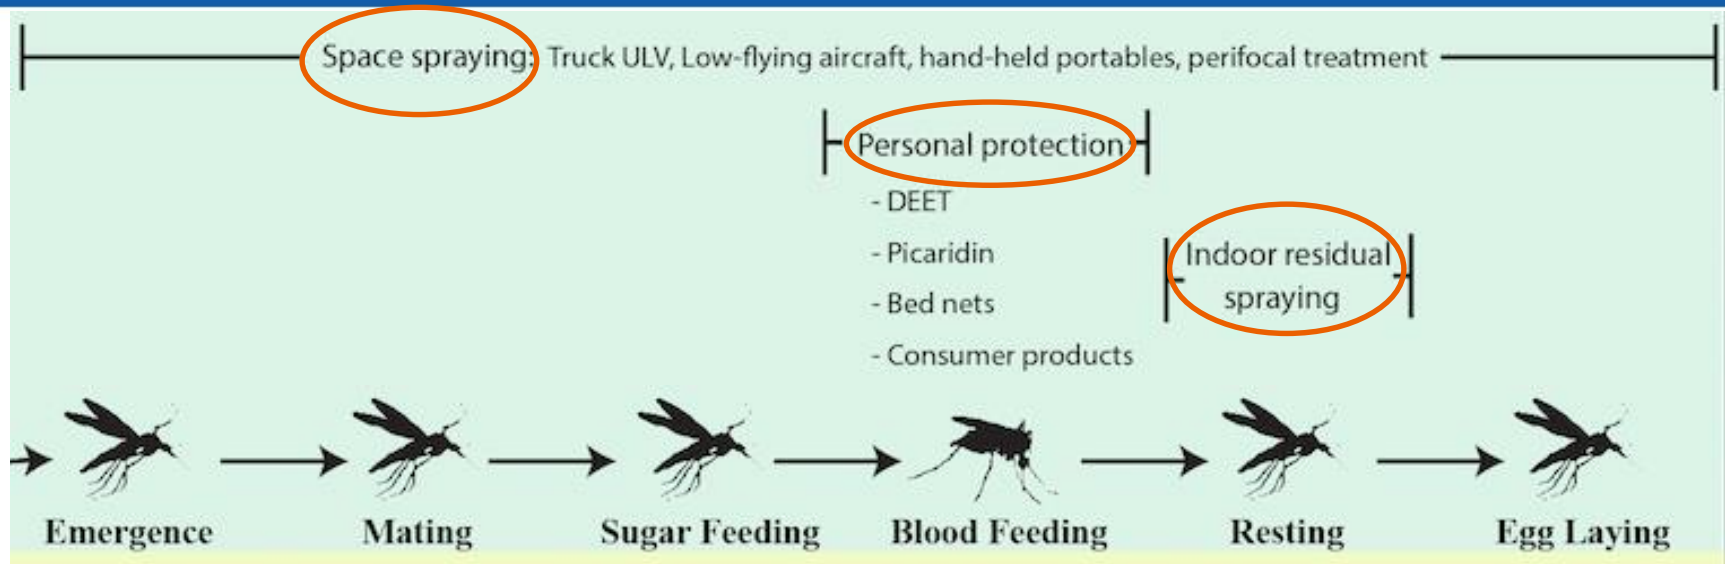 Space spraying: Truck ULV, Low-flying aircraft, hand-held portables, perifocal treatment
Personal protection
- DEET
- Picaridin
- Bed nets
- Consumer products
Indoor residual
spraying
Emergence
Mating
Sugar Feeding
Blood Feeding
Resting
Egg Laying